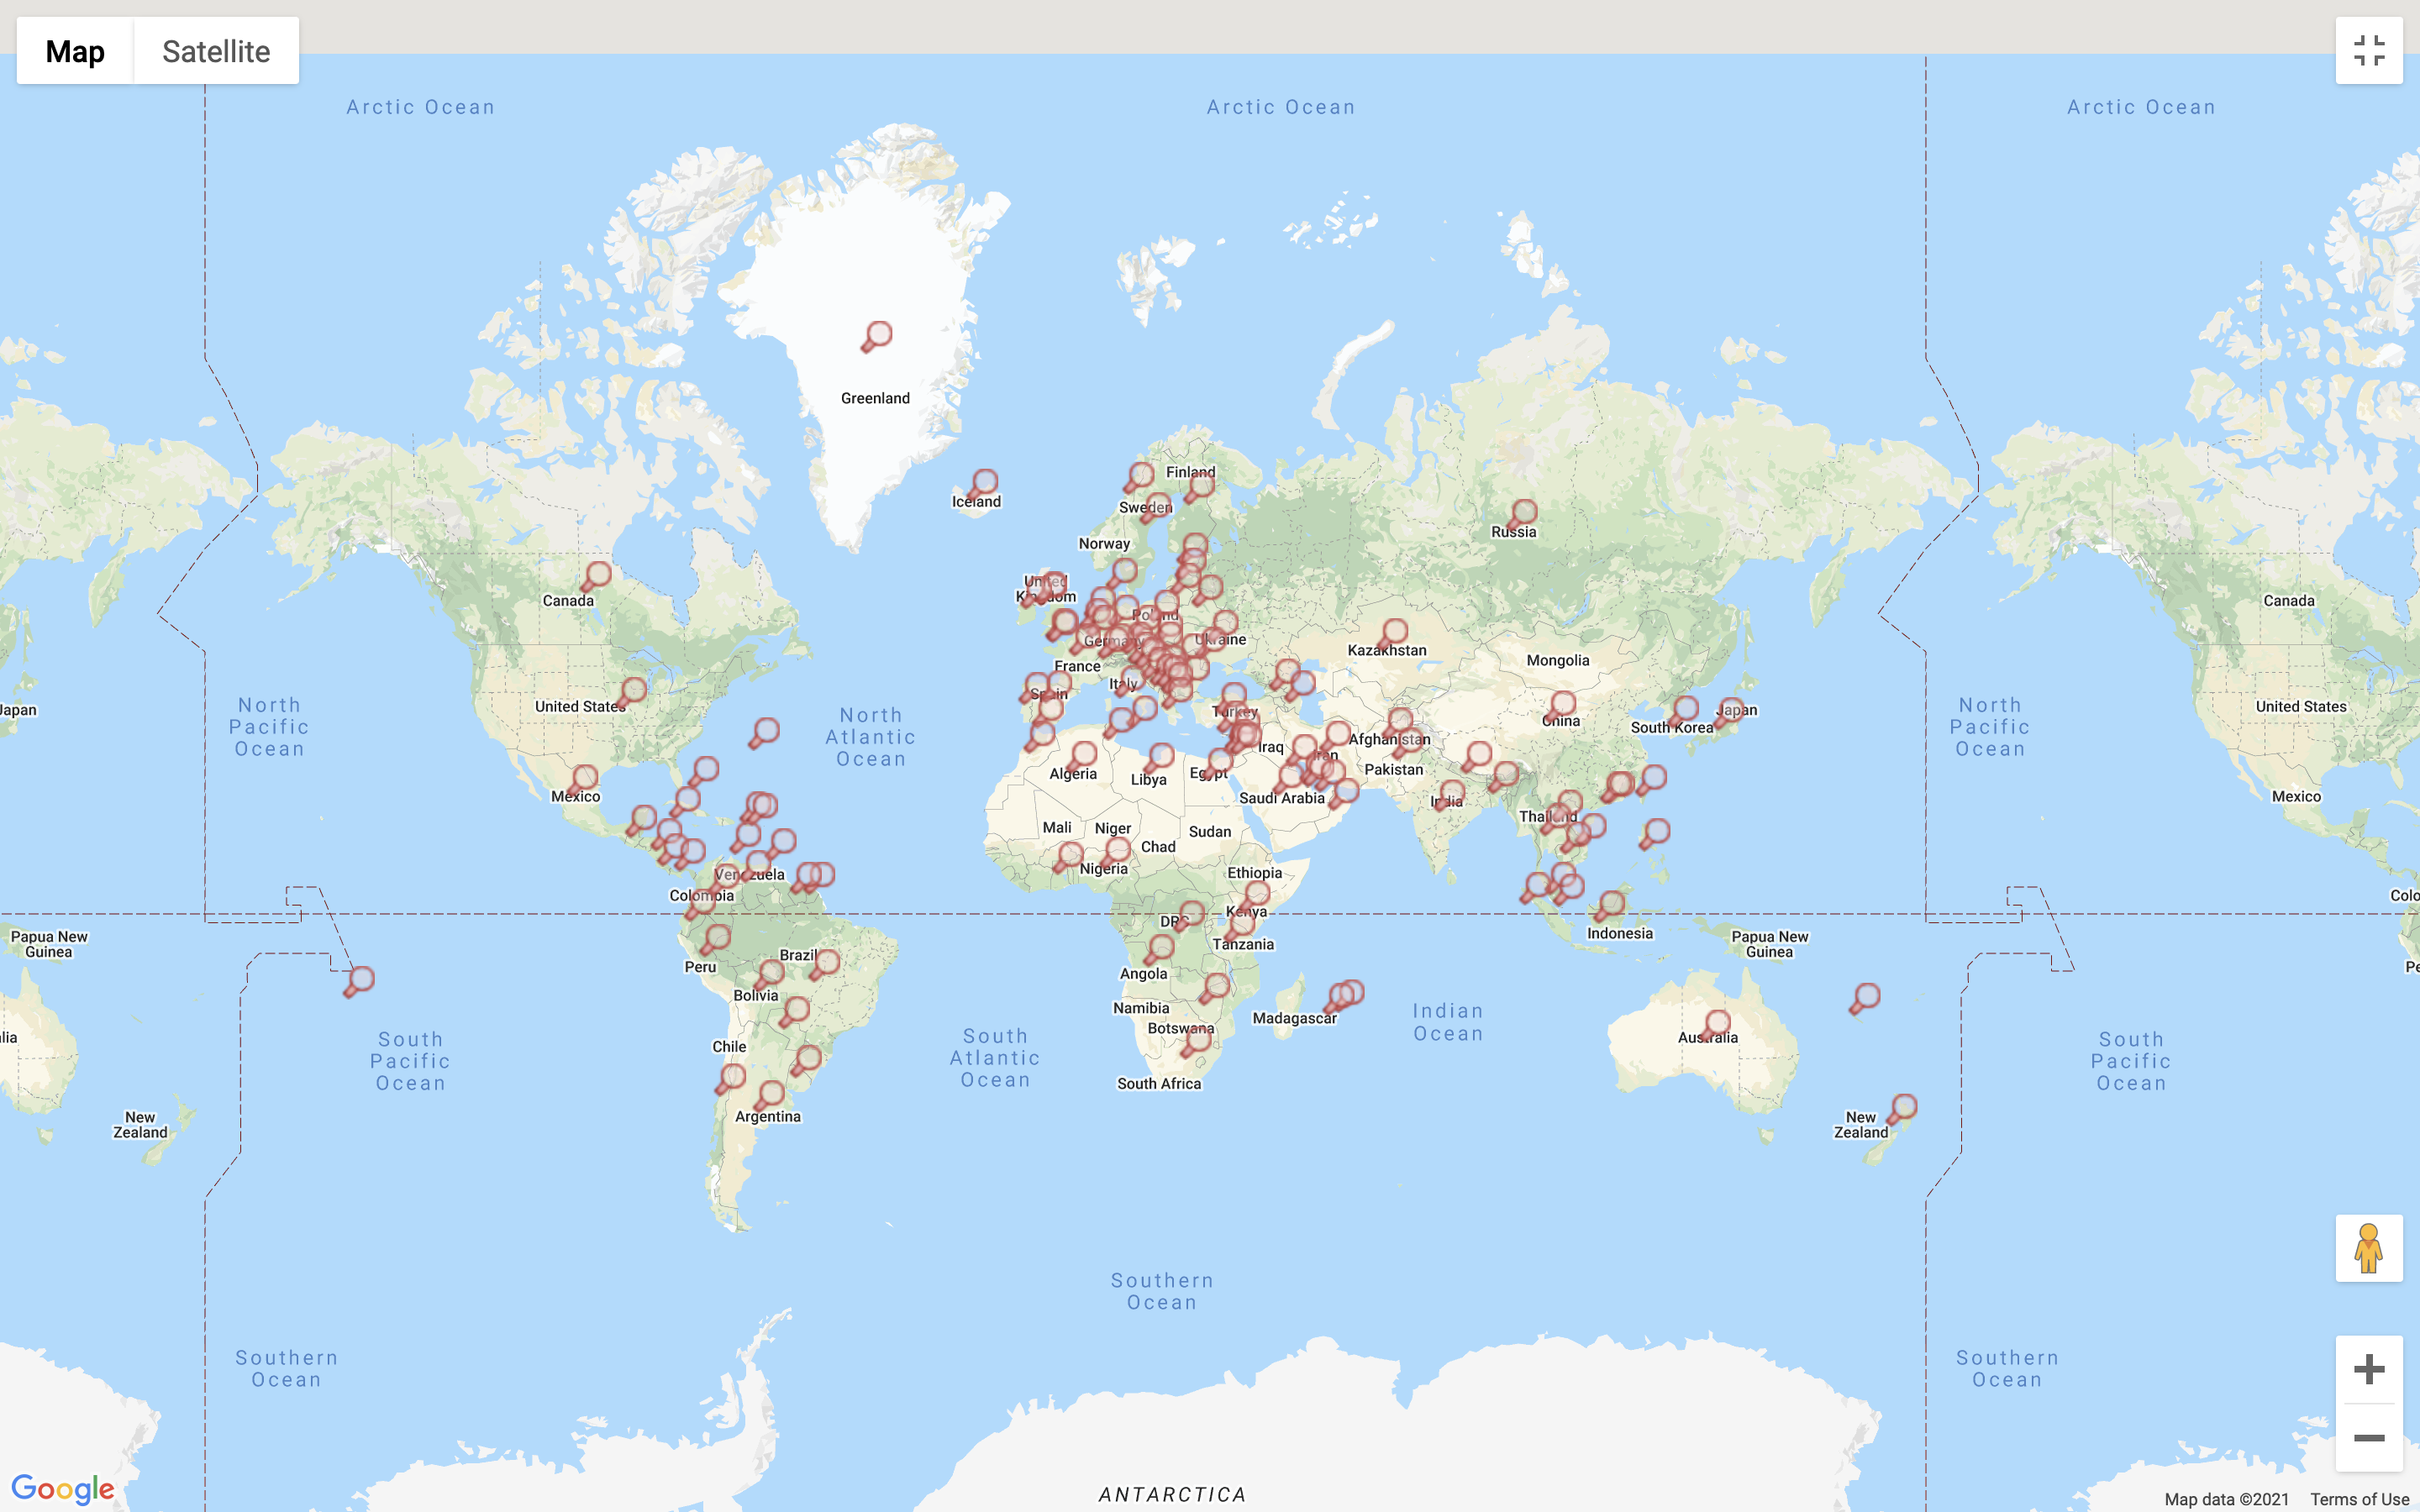 Map
Satellite
Arctic Ocean
Arctic Ocean
Arctic Ocean
Greenland
Iceland
Finland
Sweden
Norway
Russia
United
Kingdom
Canada
Canada
Poland
Germany
Ukraine
France
Kazakhstan
Mongolia
Italy
Spain
United States
United States
Japan
North
Pacific
Ocean
North
Atlantic
Ocean
Turkey
China
South Korea
Japan
North
Pacific
Ocean
Algeria
Libya
Egypt
Iraq
Iran
Afghanistan
Pakistan
Mexico
Saudi Arabia
India
Mexico
Thailand
Mali
Niger
Chad
Sudan
Nigeria
Ethiopia
Venezuela
Colombia
Colo
DRC
Kenya
Tanzania
Indonesia
Papua New
Guinea
Papua New
Guinea
Peru
Brazil
Pe
Angola
Bolivia
Namibia
Botswana
Madagascar
Indian
Ocean
Australia
lia
Chile
South
Pacific
Ocean
South
Atlantic
Ocean
South
Pacific
Ocean
South Africa
Argentina
New
Zealand
New
Zealand
Southern
Ocean
Southern
Ocean
Southern
Ocean
ANTARCTICA
Google
Map data ©2021
Terms of Use